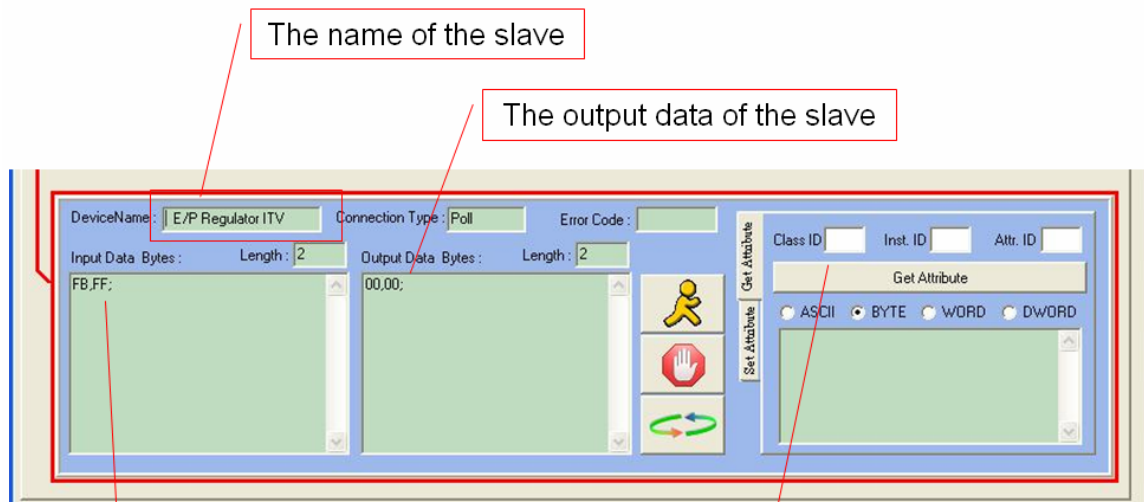 The name of the slave
The output data of the slave
DeviceName : E/P Regulator ITV Connection Type : Poll Error Code :
Input Data Bytes : Length : 2 Output Data Bytes : Length : 2
FB,FF; 00,00;
Get Attribute
Set Attribute
Class ID Inst. ID Attr. ID
Get Attribute
ASCII BYTE WORD DWORD